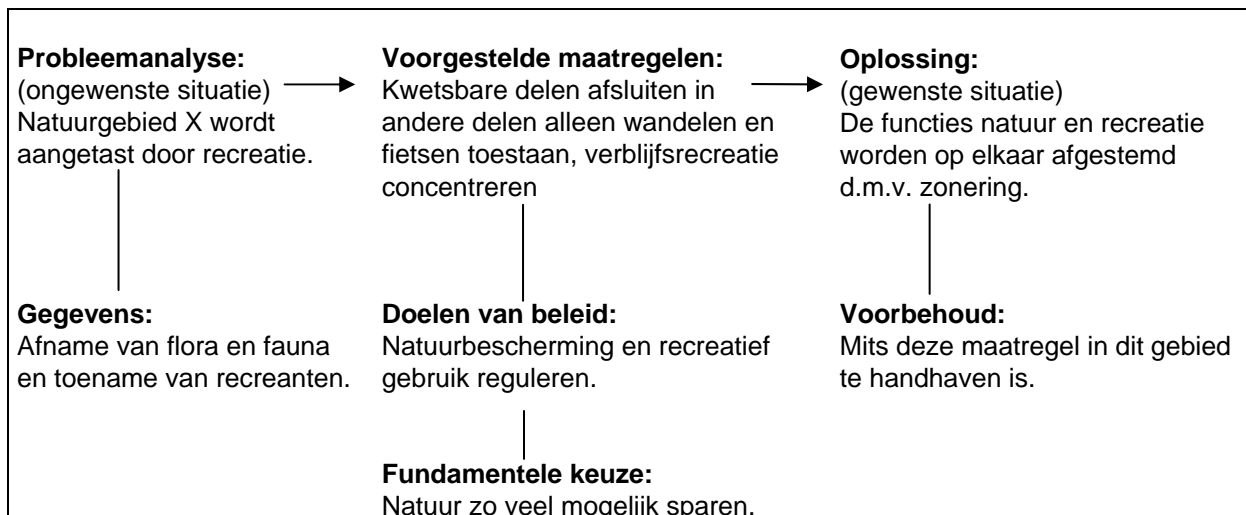 Probleemanalyse:
(ongewenste situatie)
Natuurgebied X wordt
aangetast door recreatie.
Voorgestelde maatregelen:
Kwetsbare delen afsluiten in
andere delen alleen wandelen en
fietsen toestaan, verblijfsrecreatie
concentreren
Oplossing:
(gewenste situatie)
De functies natuur en recreatie
worden op elkaar afgestemd
d.m.v. zonering.
Gegevens:
Afname van flora en fauna
en toename van recreanten.
Doelen van beleid:
Natuurbescherming en recreatief
gebruik reguleren.
Voorbehoud:
Mits deze maatregel in dit gebied
te handhaven is.
Fundamentele keuze:
Natuur zo veel mogelijk sparen.